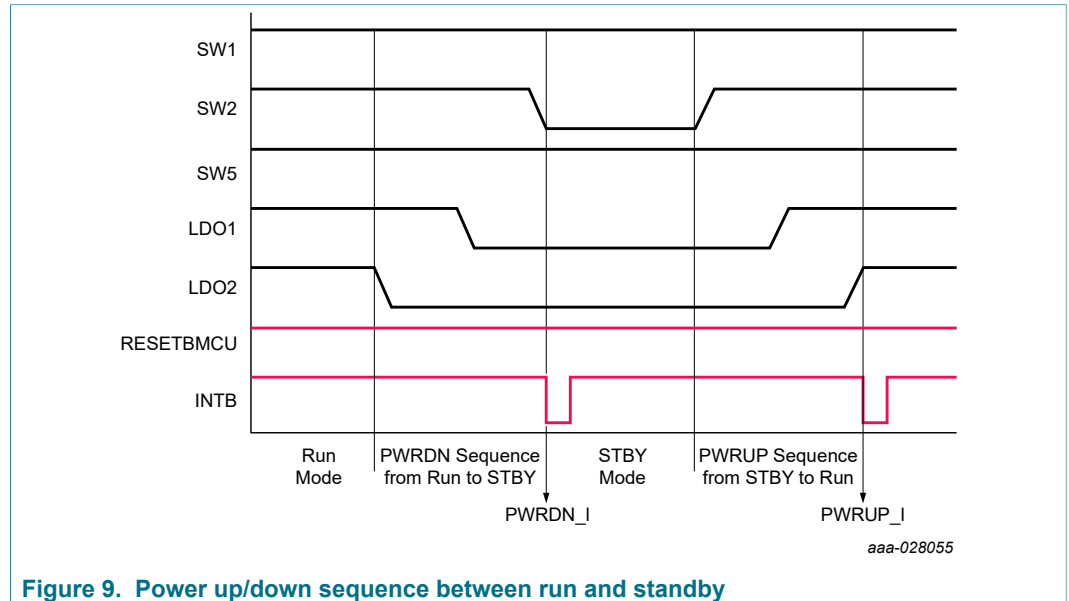 SW1
SW2
SW5
LDO1
LDO2
RESETBMCU
INTB
Run
Mode
PWRDN Sequence
from Run to STBY
STBY
Mode
PWRUP Sequence
from STBY to Run
PWRDN_I
PWRUP_I
aaa-028055
Figure 9. Power up/down sequence between run and standby